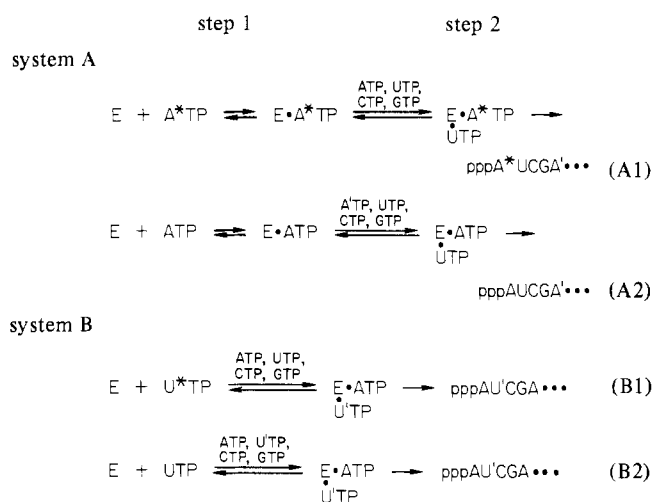 step 1 step 2
system A
ATP, UTP,
CTP, GTP
E + A*TP ⇌ E•A*TP ⇌ E•A*TP →
•
UTP
pppA*UCGA'••• (A1)
A'TP, UTP,
CTP, GTP
E + ATP ⇌ E•ATP ⇌ E•ATP →
•
UTP
pppAUCGA'••• (A2)
system B
ATP, UTP,
CTP, GTP
E + U*TP ⇌ E•ATP → pppAU'CGA••• (B1)
•
U'TP
ATP, U'TP,
CTP, GTP
E + UTP ⇌ E•ATP → pppAU'CGA••• (B2)
•
U'TP